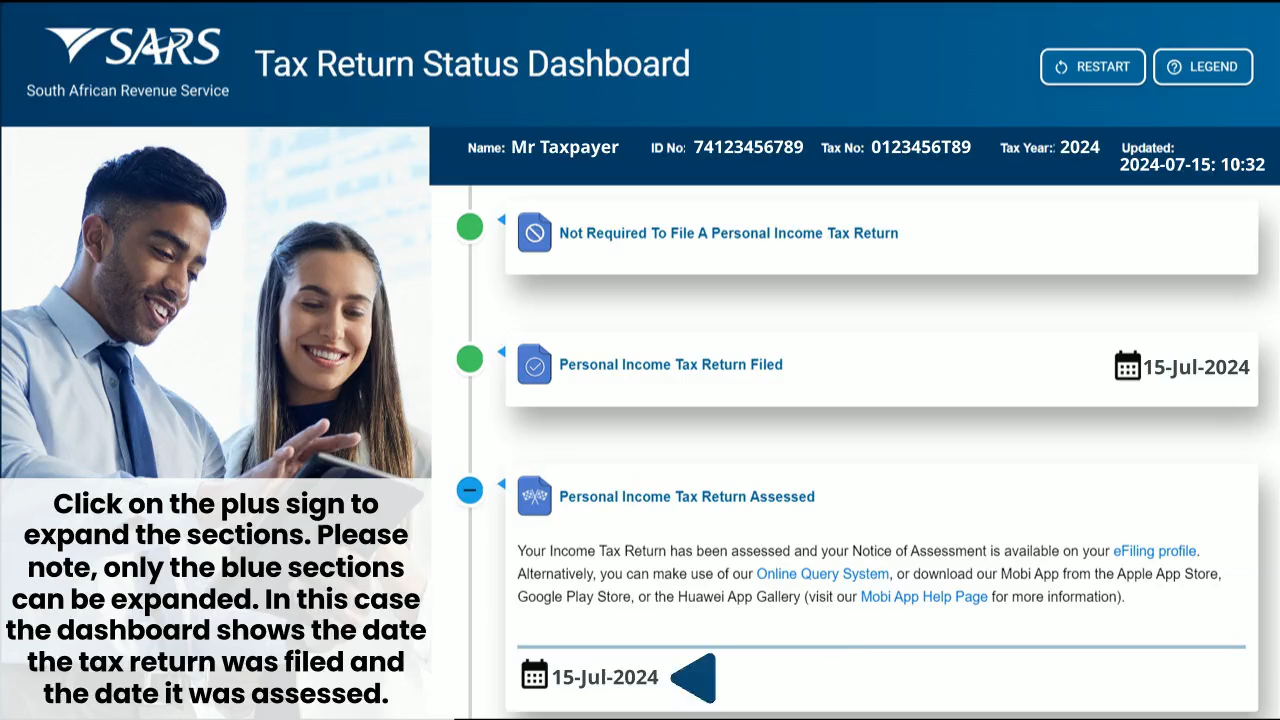 SARS
South African Revenue Service
Tax Return Status Dashboard
RESTART
LEGEND
Name: Mr Taxpayer ID No: 74123456789 Tax No: 0123456T89 Tax Year:: 2024 Updated:
2024-07-15: 10:32
Not Required To File A Personal Income Tax Return
Personal Income Tax Return Filed
15-Jul-2024
Personal Income Tax Return Assessed
Your Income Tax Return has been assessed and your Notice of Assessment is available on your eFiling profile.
Alternatively, you can make use of our Online Query System, or download our Mobi App from the Apple App Store,
Google Play Store, or the Huawei App Gallery (visit our Mobi App Help Page for more information).
15-Jul-2024
Click on the plus sign to
expand the sections. Please
note, only the blue sections
can be expanded. In this case
the dashboard shows the date
the tax return was filed and
the date it was assessed.